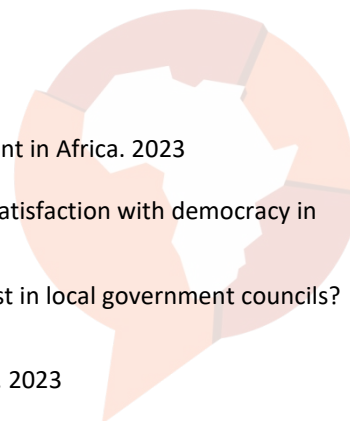 nt in Africa. 2023
atisfaction with democracy in
st in local government councils?
2023